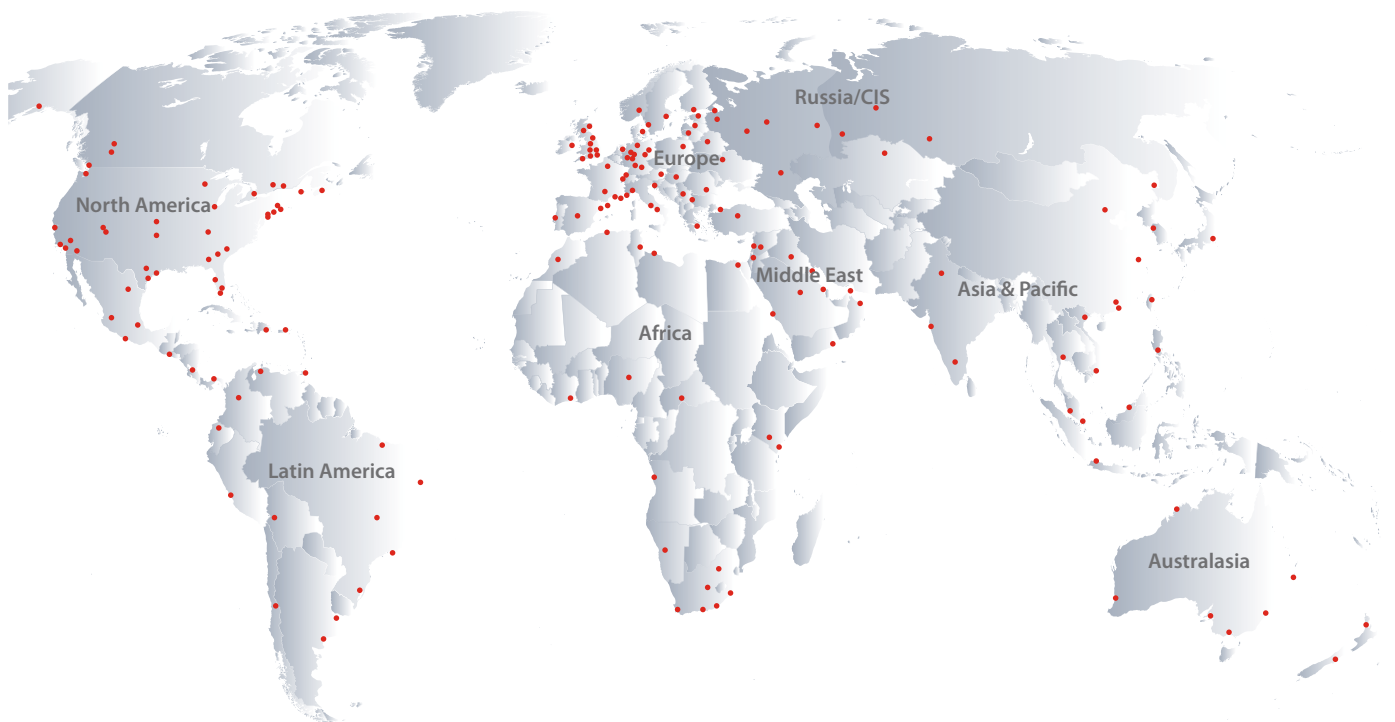 Russia/CIS
Europe
North America
Middle East
Asia & Pacific
Africa
Latin America
Australasia